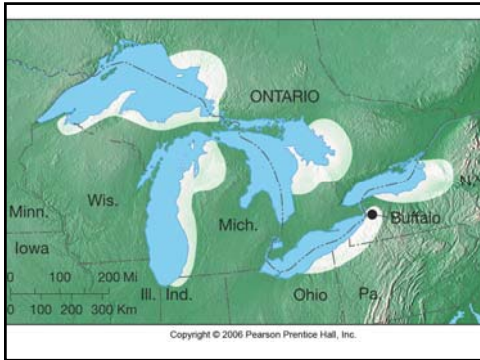 ONTARIO
N.Y.
Minn.
Wis.
Mich.
Buffalo
Iowa
0 100 200 Mi
Ill. Ind.
Ohio
Pa.
0 100 200 300 Km
Copyright © 2006 Pearson Prentice Hall, Inc.